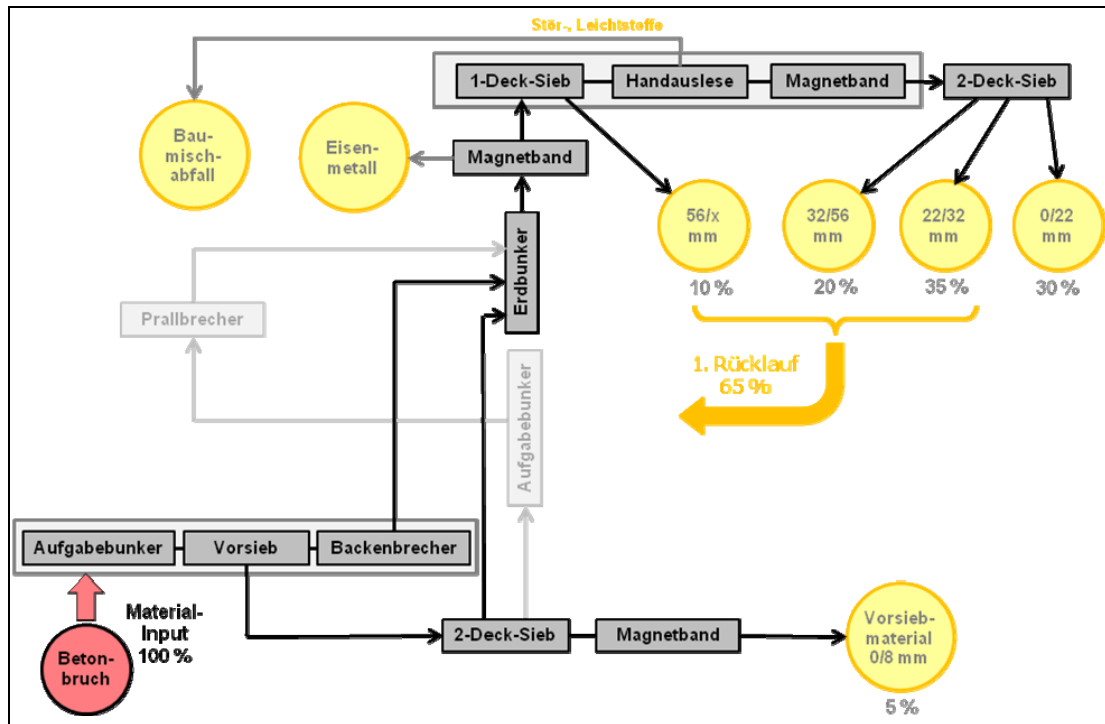 Stör-, Leichtstoffe
1-Deck-Sieb
Handauslese
Magnetband
2-Deck-Sieb
Bau-
misch-
abfall
Eisen-
metall
Magnetband
56/x
mm
32/56
mm
22/32
mm
0/22
mm
10 %
20 %
35 %
30 %
Erdbunker
Prallbrecher
1. Rücklauf
65 %
Aufgabebunker
Aufgabebunker
Vorsieb
Backenbrecher
Material-
Input
100 %
Beton-
bruch
2-Deck-Sieb
Magnetband
Vorsieb-
material
0/8 mm
5 %